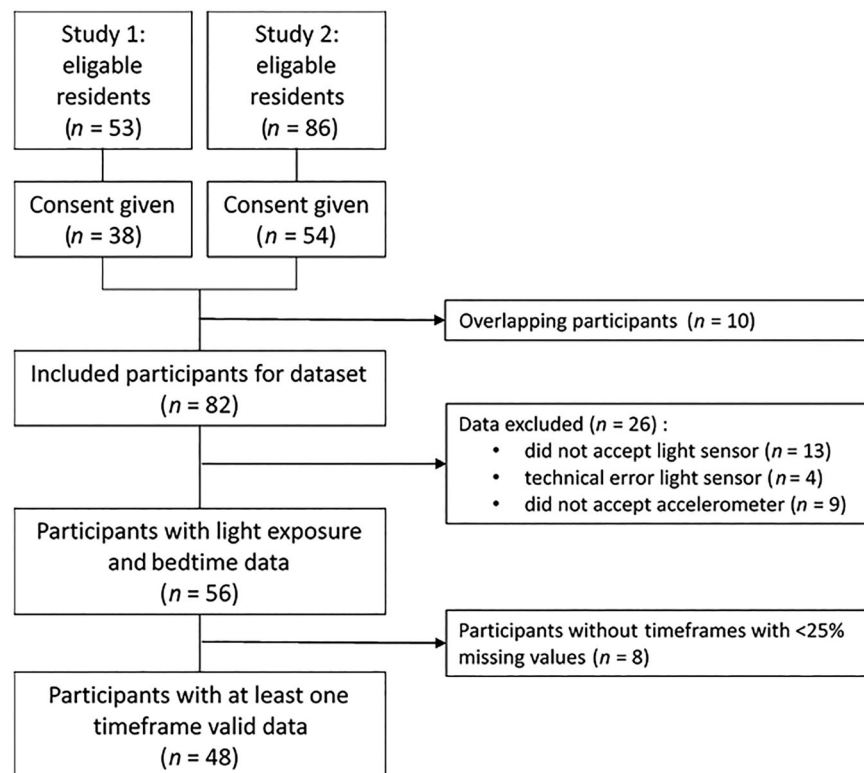 Study 1:
eligable
residents
(n = 53)
Study 2:
eligable
residents
(n = 86)
Consent given
(n = 38)
Consent given
(n = 54)
Overlapping participants (n = 10)
Included participants for dataset
(n = 82)
Data excluded (n = 26) :
• did not accept light sensor (n = 13)
• technical error light sensor (n = 4)
• did not accept accelerometer (n = 9)
Participants with light exposure
and bedtime data
(n = 56)
Participants without timeframes with <25%
missing values (n = 8)
Participants with at least one
timeframe valid data
(n = 48)